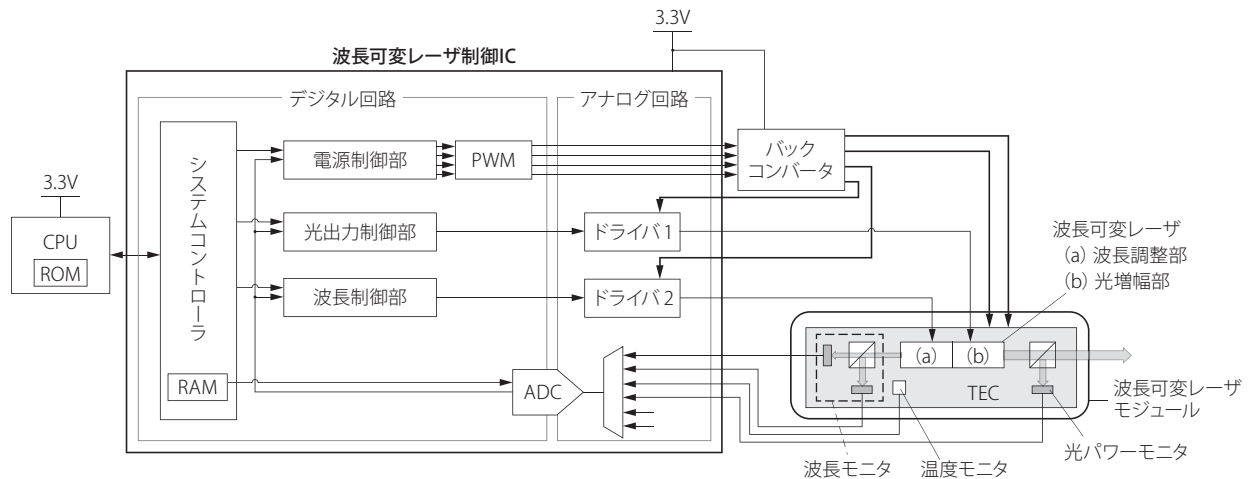 3.3V
波長可変レーザ制御IC
デジタル回路
アナログ回路
システムコントローラ
電源制御部
PWM
バック
コンバータ
3.3V
CPU
ROM
光出力制御部
ドライバ1
波長可変レーザ
(a) 波長調整部
(b) 光増幅部
波長制御部
ドライバ2
(a)
(b)
RAM
ADC
TEC
波長可変レーザ
モジュール
光パワーモニタ
波長モニタ
温度モニタ